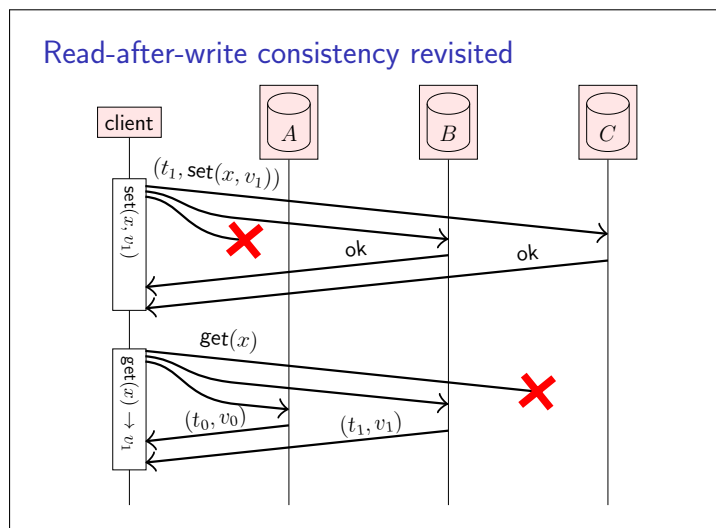 Read-after-write consistency revisited
client
A
B
C
(t₁, set(x, v₁))
set(x, v₁)
ok
ok
get(x)
get(x) → v₁
(t₀, v₀)
(t₁, v₁)